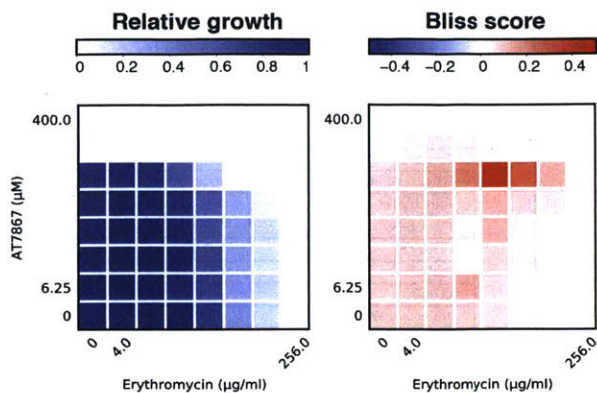 Relative growth
Bliss score
0 0.2 0.4 0.6 0.8 1
−0.4 −0.2 0 0.2 0.4
400.0
400.0
AT7867 (μM)
6.25
6.25
0
0
0 4.0 256.0
0 4.0 256.0
Erythromycin (μg/ml)
Erythromycin (μg/ml)